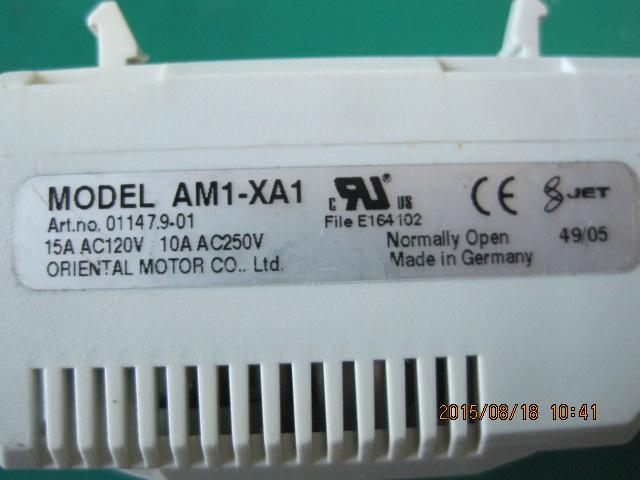 MODEL AM1-XA1
Art.no. 01147.9-01
15A AC120V 10A AC250V
ORIENTAL MOTOR CO.. Ltd.
C RU US
File E164102
CE
JET
Normally Open 49/05
Made in Germany
2015/08/18 10:41